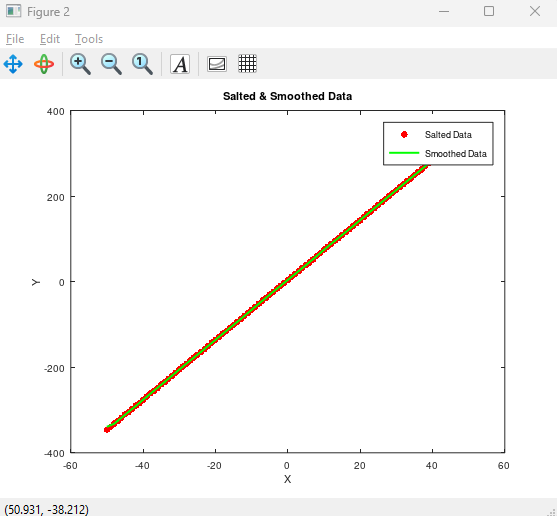 Figure 2
File Edit Tools
1 A
Salted & Smoothed Data
Salted Data
Smoothed Data
400
200
0
-200
-400
Y
-60 -40 -20 0 20 40 60
X
(50.931, -38.212)